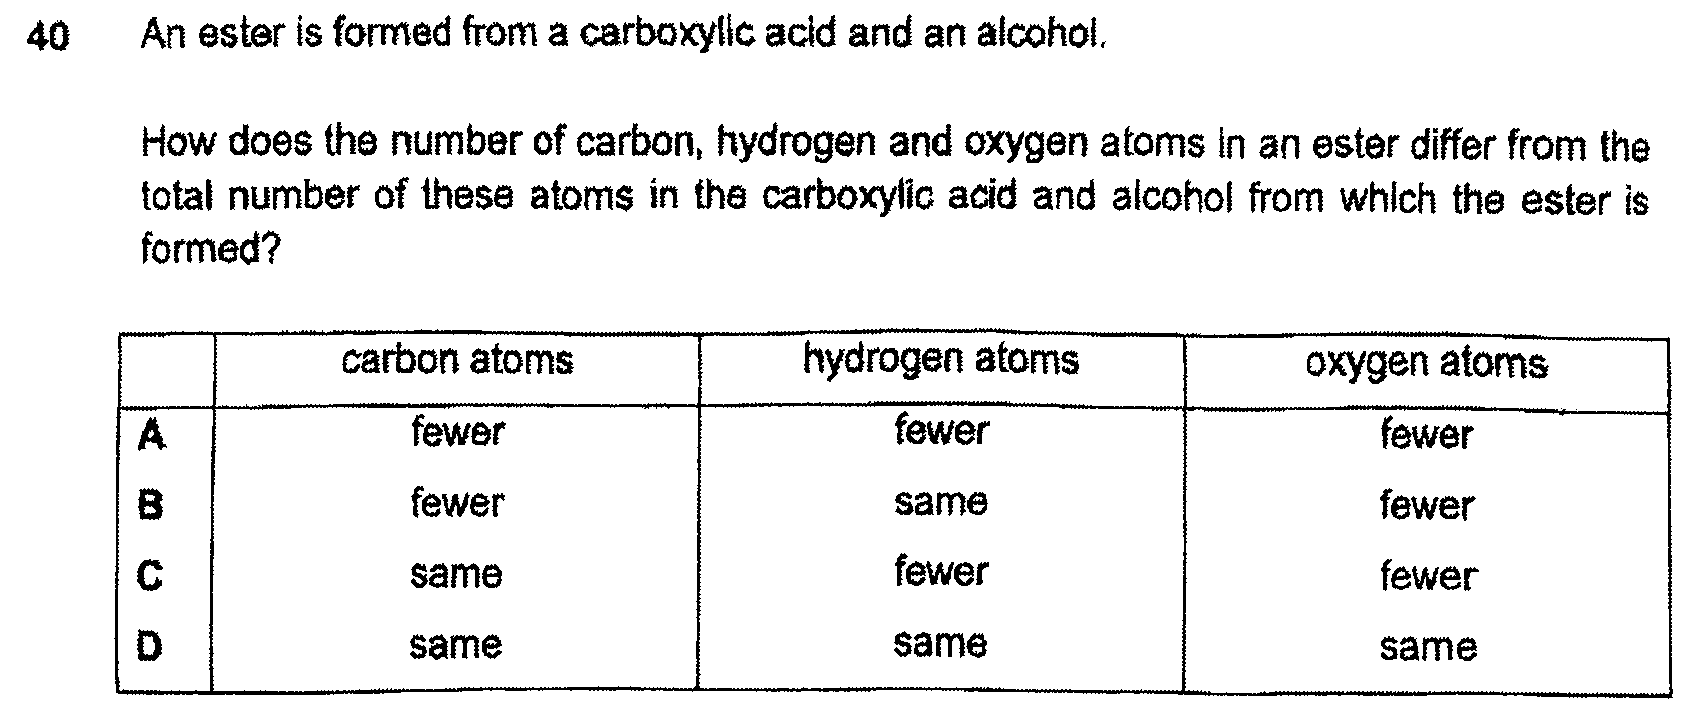 40 An ester is formed from a carboxylic acid and an alcohol.
How does the number of carbon, hydrogen and oxygen atoms in an ester differ from the
total number of these atoms in the carboxylic acid and alcohol from which the ester is
formed?
carbon atoms hydrogen atoms oxygen atoms
A fewer fewer fewer
B fewer same fewer
C same fewer fewer
D same same same